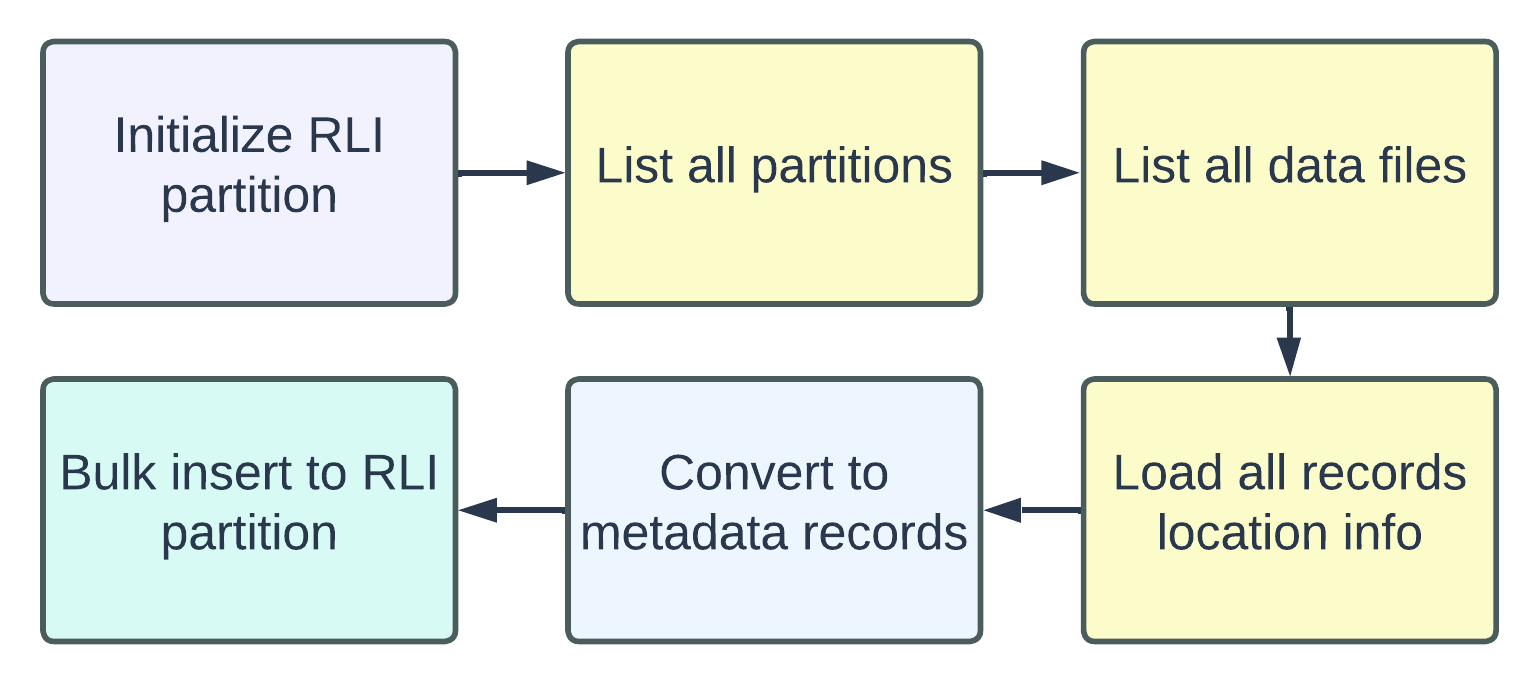 Initialize RLI
partition
List all partitions
List all data files
Load all records
location info
Convert to
metadata records
Bulk insert to RLI
partition